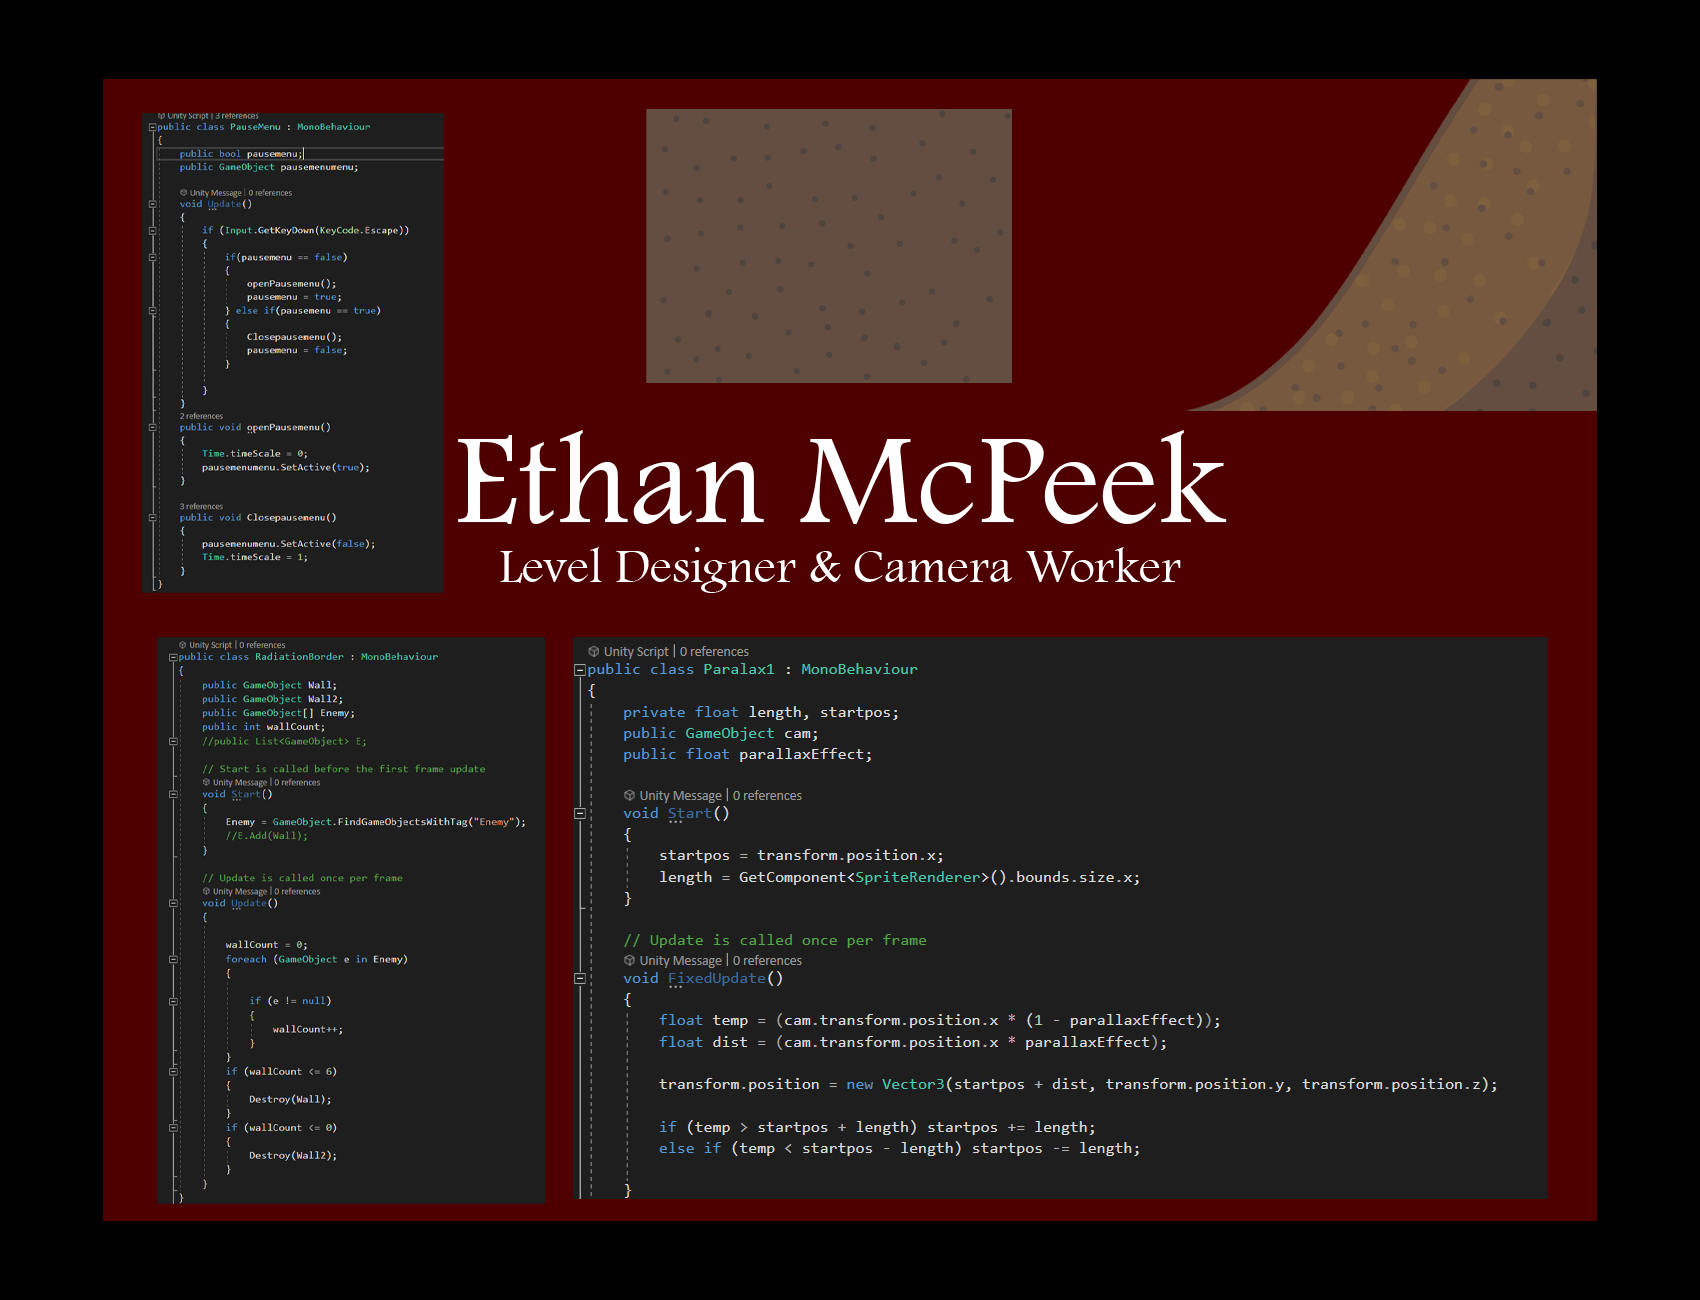 Unity Script | 3 references
public class PauseMenu : MonoBehaviour
{
public bool pausemenu;
public GameObject pausemenumenu;
Unity Message | 0 references
void Update()
{
if (Input.GetKeyDown(KeyCode.Escape))
{
if(pausemenu == false)
{
openPausemenu();
pausemenu = true;
} else if(pausemenu == true)
{
Closepausemenu();
pausemenu = false;
}
}
}
2 references
public void openPausemenu()
{
Time.timeScale = 0;
pausemenumenu.SetActive(true);
}
3 references
public void Closepausemenu()
{
pausemenumenu.SetActive(false);
Time.timeScale = 1;
}
}
Ethan McPeek
Level Designer & Camera Worker
Unity Script | 0 references
public class RadiationBorder : MonoBehaviour
{
public GameObject Wall;
public GameObject Wall2;
public GameObject[] Enemy;
public int wallCount;
//public List<GameObject> E;
// Start is called before the first frame update
Unity Message | 0 references
void Start()
{
Enemy = GameObject.FindGameObjectsWithTag("Enemy");
//E.Add(Wall);
}
// Update is called once per frame
Unity Message | 0 references
void Update()
{
wallCount = 0;
foreach (GameObject e in Enemy)
{
if (e != null)
{
wallCount++;
}
}
if (wallCount <= 6)
{
Destroy(Wall);
}
if (wallCount <= 0)
{
Destroy(Wall2);
}
}
}
Unity Script | 0 references
public class Paralax1 : MonoBehaviour
{
private float length, startpos;
public GameObject cam;
public float parallaxEffect;
Unity Message | 0 references
void Start()
{
startpos = transform.position.x;
length = GetComponent<SpriteRenderer>().bounds.size.x;
}
// Update is called once per frame
Unity Message | 0 references
void FixedUpdate()
{
float temp = (cam.transform.position.x * (1 - parallaxEffect));
float dist = (cam.transform.position.x * parallaxEffect);
transform.position = new Vector3(startpos + dist, transform.position.y, transform.position.z);
if (temp > startpos + length) startpos += length;
else if (temp < startpos - length) startpos -= length;
}